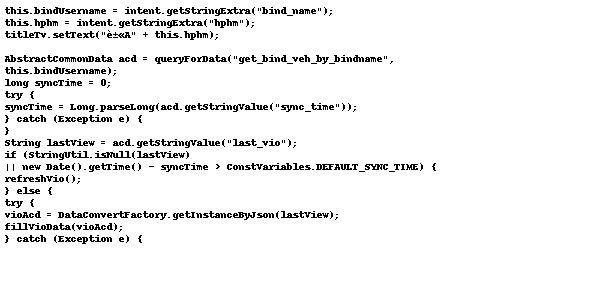 this.bindUsername = intent.getStringExtra("bind_name");
this.hphm = intent.getStringExtra("hphm");
titleTv.setText("è±«A" + this.hphm);
AbstractCommonData acd = queryForData("get_bind_veh_by_bindname",
this.bindUsername);
long syncTime = 0;
try {
syncTime = Long.parseLong(acd.getStringValue("sync_time"));
} catch (Exception e) {
}
String lastView = acd.getStringValue("last_vio");
if (StringUtil.isNull(lastView)
|| new Date().getTime() - syncTime > ConstVariables.DEFAULT_SYNC_TIME) {
refreshVio();
} else {
try {
vioAcd = DataConvertFactory.getInstanceByJson(lastView);
fillVioData(vioAcd);
} catch (Exception e) {